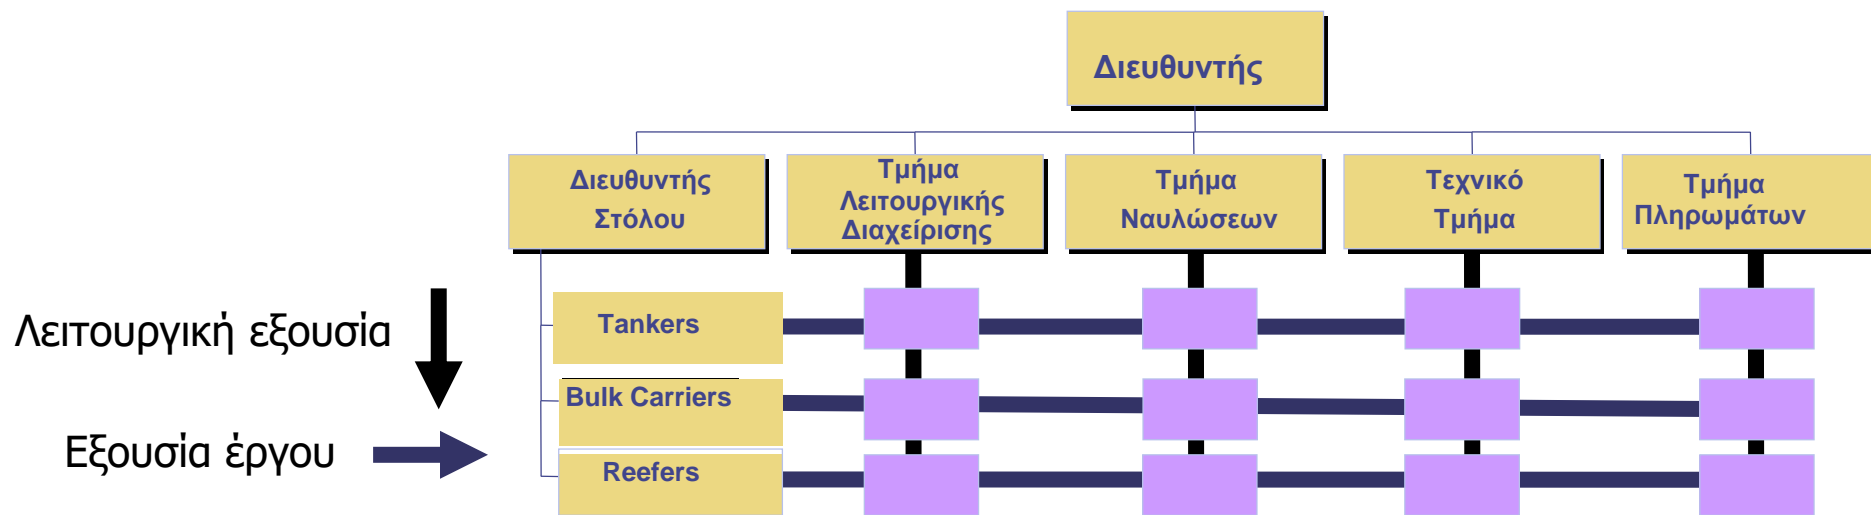 Διευθυντής
Διευθυντής
Στόλου
Τμήμα
Λειτουργικής
Διαχείρισης
Τμήμα
Ναυλώσεων
Τεχνικό
Τμήμα
Τμήμα
Πληρωμάτων
Λειτουργική εξουσία
Tankers
Bulk Carriers
Εξουσία έργου
Reefers